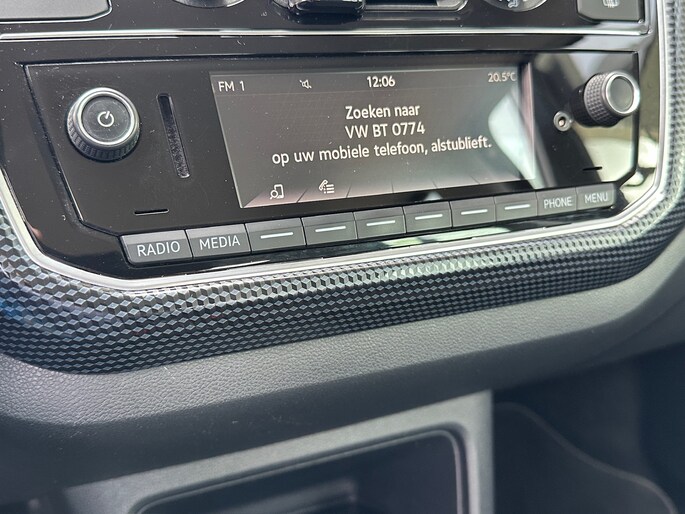 FM 1 12:06 20.5°C
Zoeken naar
VW BT 0774
op uw mobiele telefoon, alstublieft.
RADIO MEDIA PHONE MENU